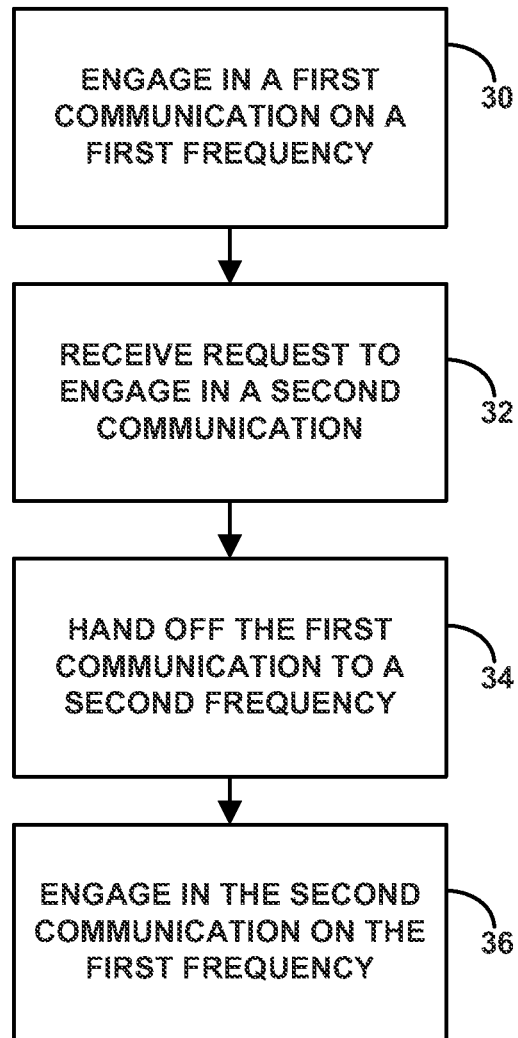 ENGAGE IN A FIRST
COMMUNICATION ON A
FIRST FREQUENCY
30
RECEIVE REQUEST TO
ENGAGE IN A SECOND
COMMUNICATION
32
HAND OFF THE FIRST
COMMUNICATION TO A
SECOND FREQUENCY
34
ENGAGE IN THE SECOND
COMMUNICATION ON THE
FIRST FREQUENCY
36